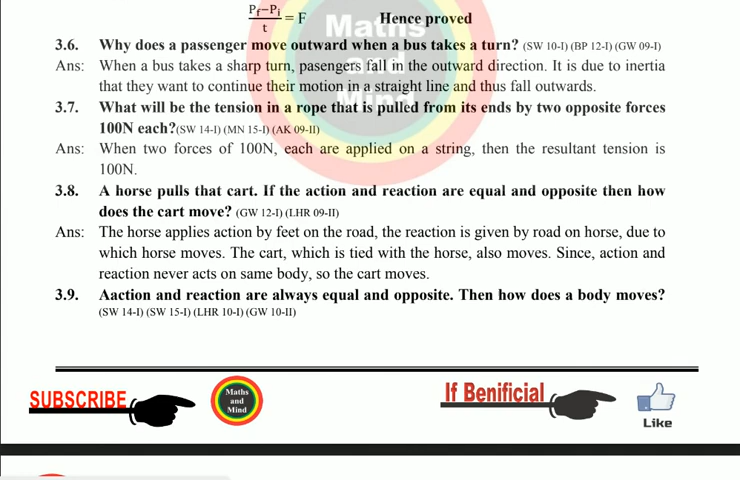 Pf−Pi
t
= F Hence proved
Maths
and
Mind
3.6. Why does a passenger move outward when a bus takes a turn? (SW 10-I) (BP 12-I) (GW 09-I)
Ans: When a bus takes a sharp turn, pasengers fall in the outward direction. It is due to inertia
that they want to continue their motion in a straight line and thus fall outwards.
3.7. What will be the tension in a rope that is pulled from its ends by two opposite forces
100N each?(SW 14-I) (MN 15-I) (AK 09-II)
Ans: When two forces of 100N, each are applied on a string, then the resultant tension is
100N.
3.8. A horse pulls that cart. If the action and reaction are equal and opposite then how
does the cart move? (GW 12-I) (LHR 09-II)
Ans: The horse applies action by feet on the road, the reaction is given by road on horse, due to
which horse moves. The cart, which is tied with the horse, also moves. Since, action and
reaction never acts on same body, so the cart moves.
3.9. Aaction and reaction are always equal and opposite. Then how does a body moves?
(SW 14-I) (SW 15-I) (LHR 10-I) (GW 10-II)
SUBSCRIBE
Maths
and
Mind
If Benificial
Like